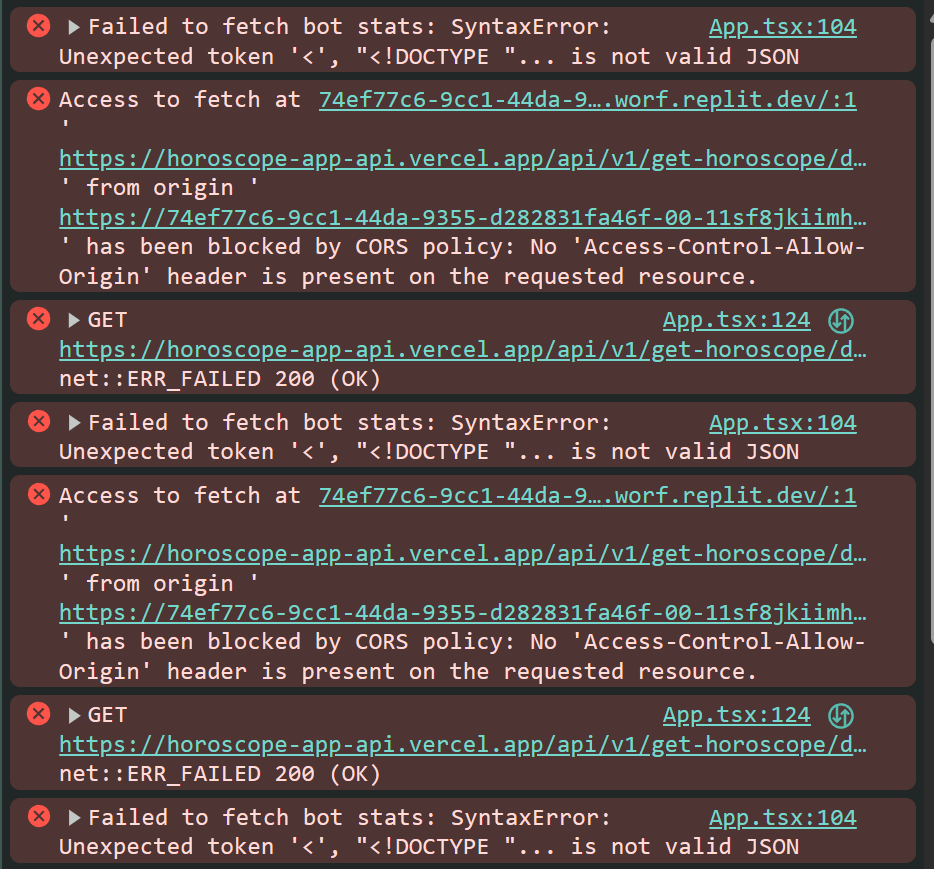 Failed to fetch bot stats: SyntaxError: App.tsx:104
Unexpected token '<', "<!DOCTYPE "... is not valid JSON
Access to fetch at 74ef77c6-9cc1-44da-9….worf.replit.dev/:1
'
https://horoscope-app-api.vercel.app/api/v1/get-horoscope/d…
' from origin '
https://74ef77c6-9cc1-44da-9355-d282831fa46f-00-11sf8jkiimh…
' has been blocked by CORS policy: No 'Access-Control-Allow-
Origin' header is present on the requested resource.
GET App.tsx:124
https://horoscope-app-api.vercel.app/api/v1/get-horoscope/d…
net::ERR_FAILED 200 (OK)
Failed to fetch bot stats: SyntaxError: App.tsx:104
Unexpected token '<', "<!DOCTYPE "... is not valid JSON
Access to fetch at 74ef77c6-9cc1-44da-9….worf.replit.dev/:1
'
https://horoscope-app-api.vercel.app/api/v1/get-horoscope/d…
' from origin '
https://74ef77c6-9cc1-44da-9355-d282831fa46f-00-11sf8jkiimh…
' has been blocked by CORS policy: No 'Access-Control-Allow-
Origin' header is present on the requested resource.
GET App.tsx:124
https://horoscope-app-api.vercel.app/api/v1/get-horoscope/d…
net::ERR_FAILED 200 (OK)
Failed to fetch bot stats: SyntaxError: App.tsx:104
Unexpected token '<', "<!DOCTYPE "... is not valid JSON